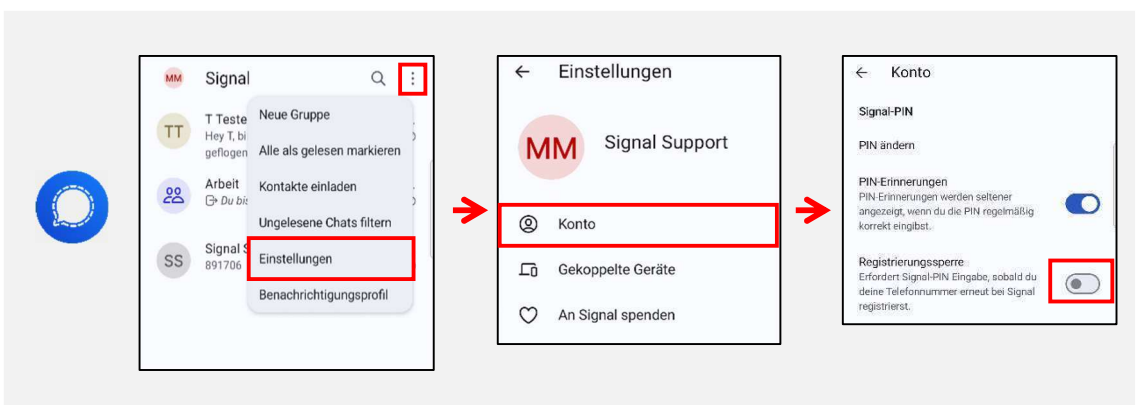 MM
Signal
TT
T Teste
Hey T, bi
geflogen
Arbeit
Du bis
SS
Signal S
891706
Neue Gruppe
Alle als gelesen markieren
Kontakte einladen
Ungelesene Chats filtern
Einstellungen
Benachrichtigungsprofil
Einstellungen
MM
Signal Support
Konto
Gekoppelte Geräte
An Signal spenden
Konto
Signal-PIN
PIN ändern
PIN-Erinnerungen
PIN-Erinnerungen werden seltener
angezeigt, wenn du die PIN regelmäßig
korrekt eingibst.
Registrierungssperre
Erfordert Signal-PIN Eingabe, sobald du
deine Telefonnummer erneut bei Signal
registrierst.